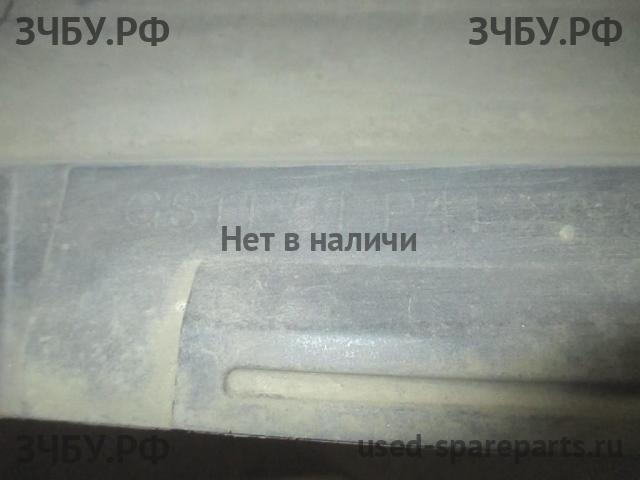 ЗЧБУ.РФ ЗЧБУ.РФ
Нет в наличи
ЗЧБУ.РФ used-spareparts.ru